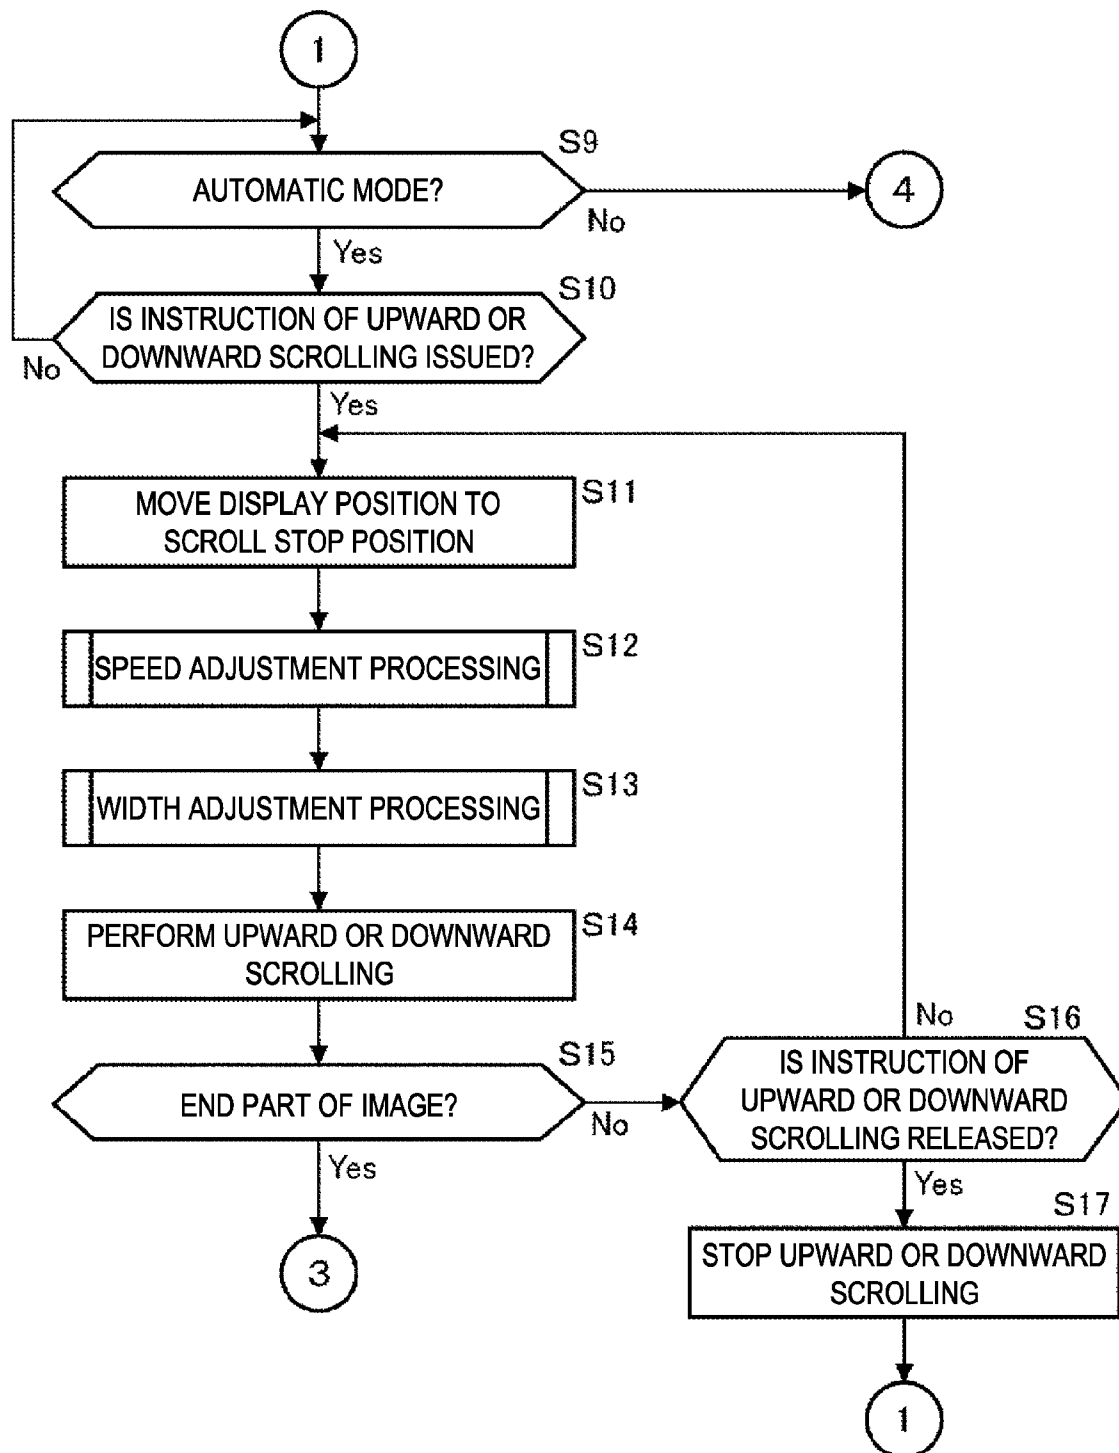 1
S9
AUTOMATIC MODE?
No
4
Yes
S10
IS INSTRUCTION OF UPWARD OR
DOWNWARD SCROLLING ISSUED?
No
Yes
S11
MOVE DISPLAY POSITION TO
SCROLL STOP POSITION
S12
SPEED ADJUSTMENT PROCESSING
S13
WIDTH ADJUSTMENT PROCESSING
S14
PERFORM UPWARD OR DOWNWARD
SCROLLING
S15
END PART OF IMAGE?
No
Yes
3
No
S16
IS INSTRUCTION OF
UPWARD OR DOWNWARD
SCROLLING RELEASED?
Yes
S17
STOP UPWARD OR DOWNWARD
SCROLLING
1